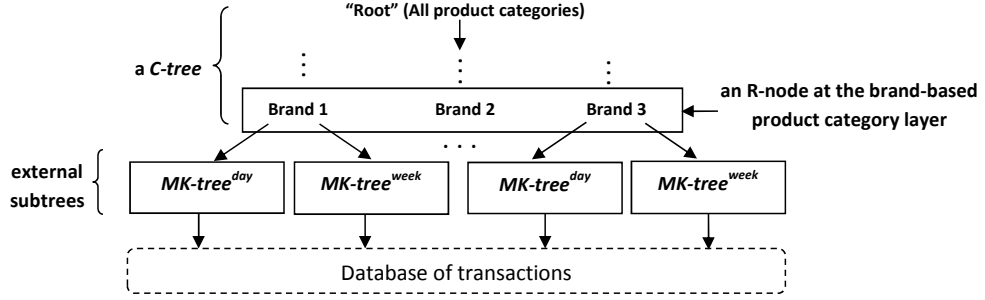 “Root” (All product categories)
a C-tree
Brand 1
Brand 2
Brand 3
an R-node at the brand-based
product category layer
external
subtrees
MK-tree^day
MK-tree^week
MK-tree^day
MK-tree^week
Database of transactions